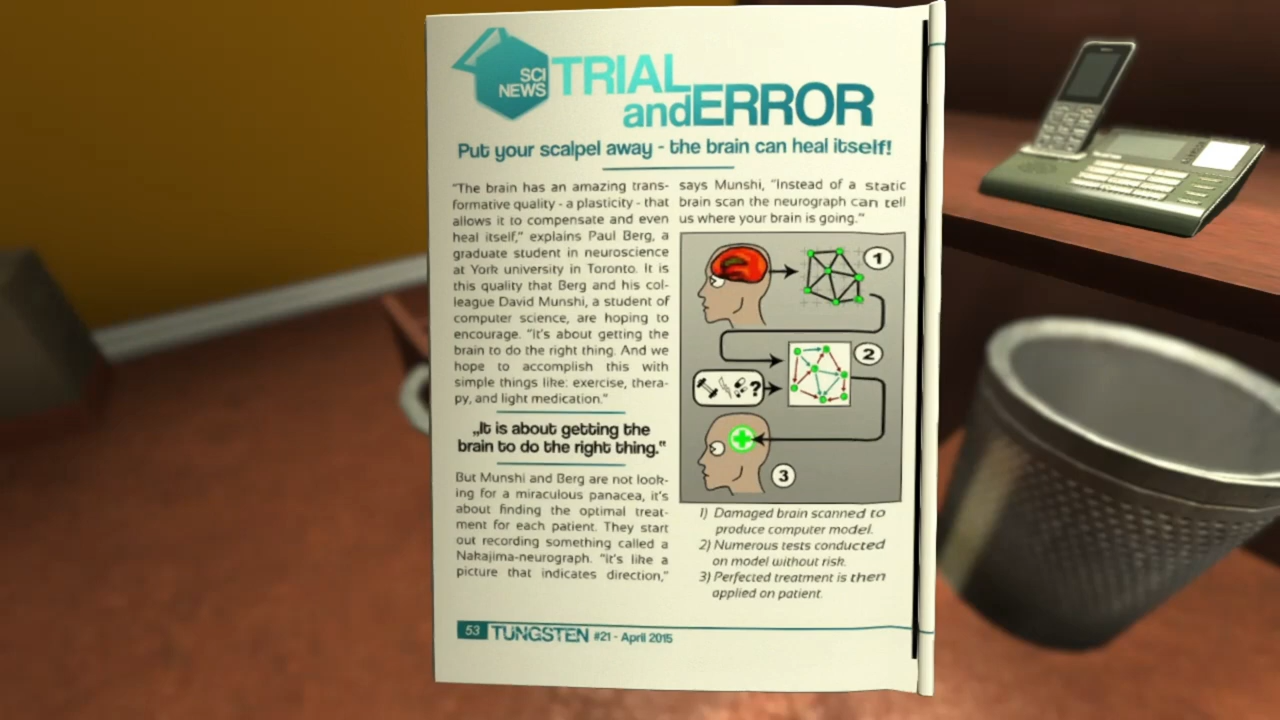 SCI
NEWS
TRIAL
andERROR
Put your scalpel away - the brain can heal itself!
"The brain has an amazing trans-
formative quality - a plasticity - that
allows it to compensate and even
heal itself," explains Paul Berg, a
graduate student in neuroscience
at York university in Toronto. It is
this quality that Berg and his col-
league David Munshi, a student of
computer science, are hoping to
encourage. "It's about getting the
brain to do the right thing. And we
hope to accomplish this with
simple things like: exercise, thera-
py, and light medication."
„It is about getting the
brain to do the right thing."
But Munshi and Berg are not look-
ing for a miraculous panacea, it's
about finding the optimal treat-
ment for each patient. They start
out recording something called a
Nakajima-neurograph. "It's like a
picture that indicates direction,"
says Munshi, "Instead of a static
brain scan the neurograph can tell
us where your brain is going."
1
2
?
3
1) Damaged brain scanned to
produce computer model.
2) Numerous tests conducted
on model without risk.
3) Perfected treatment is then
applied on patient.
53 TUNGSTEN #21 - April 2015